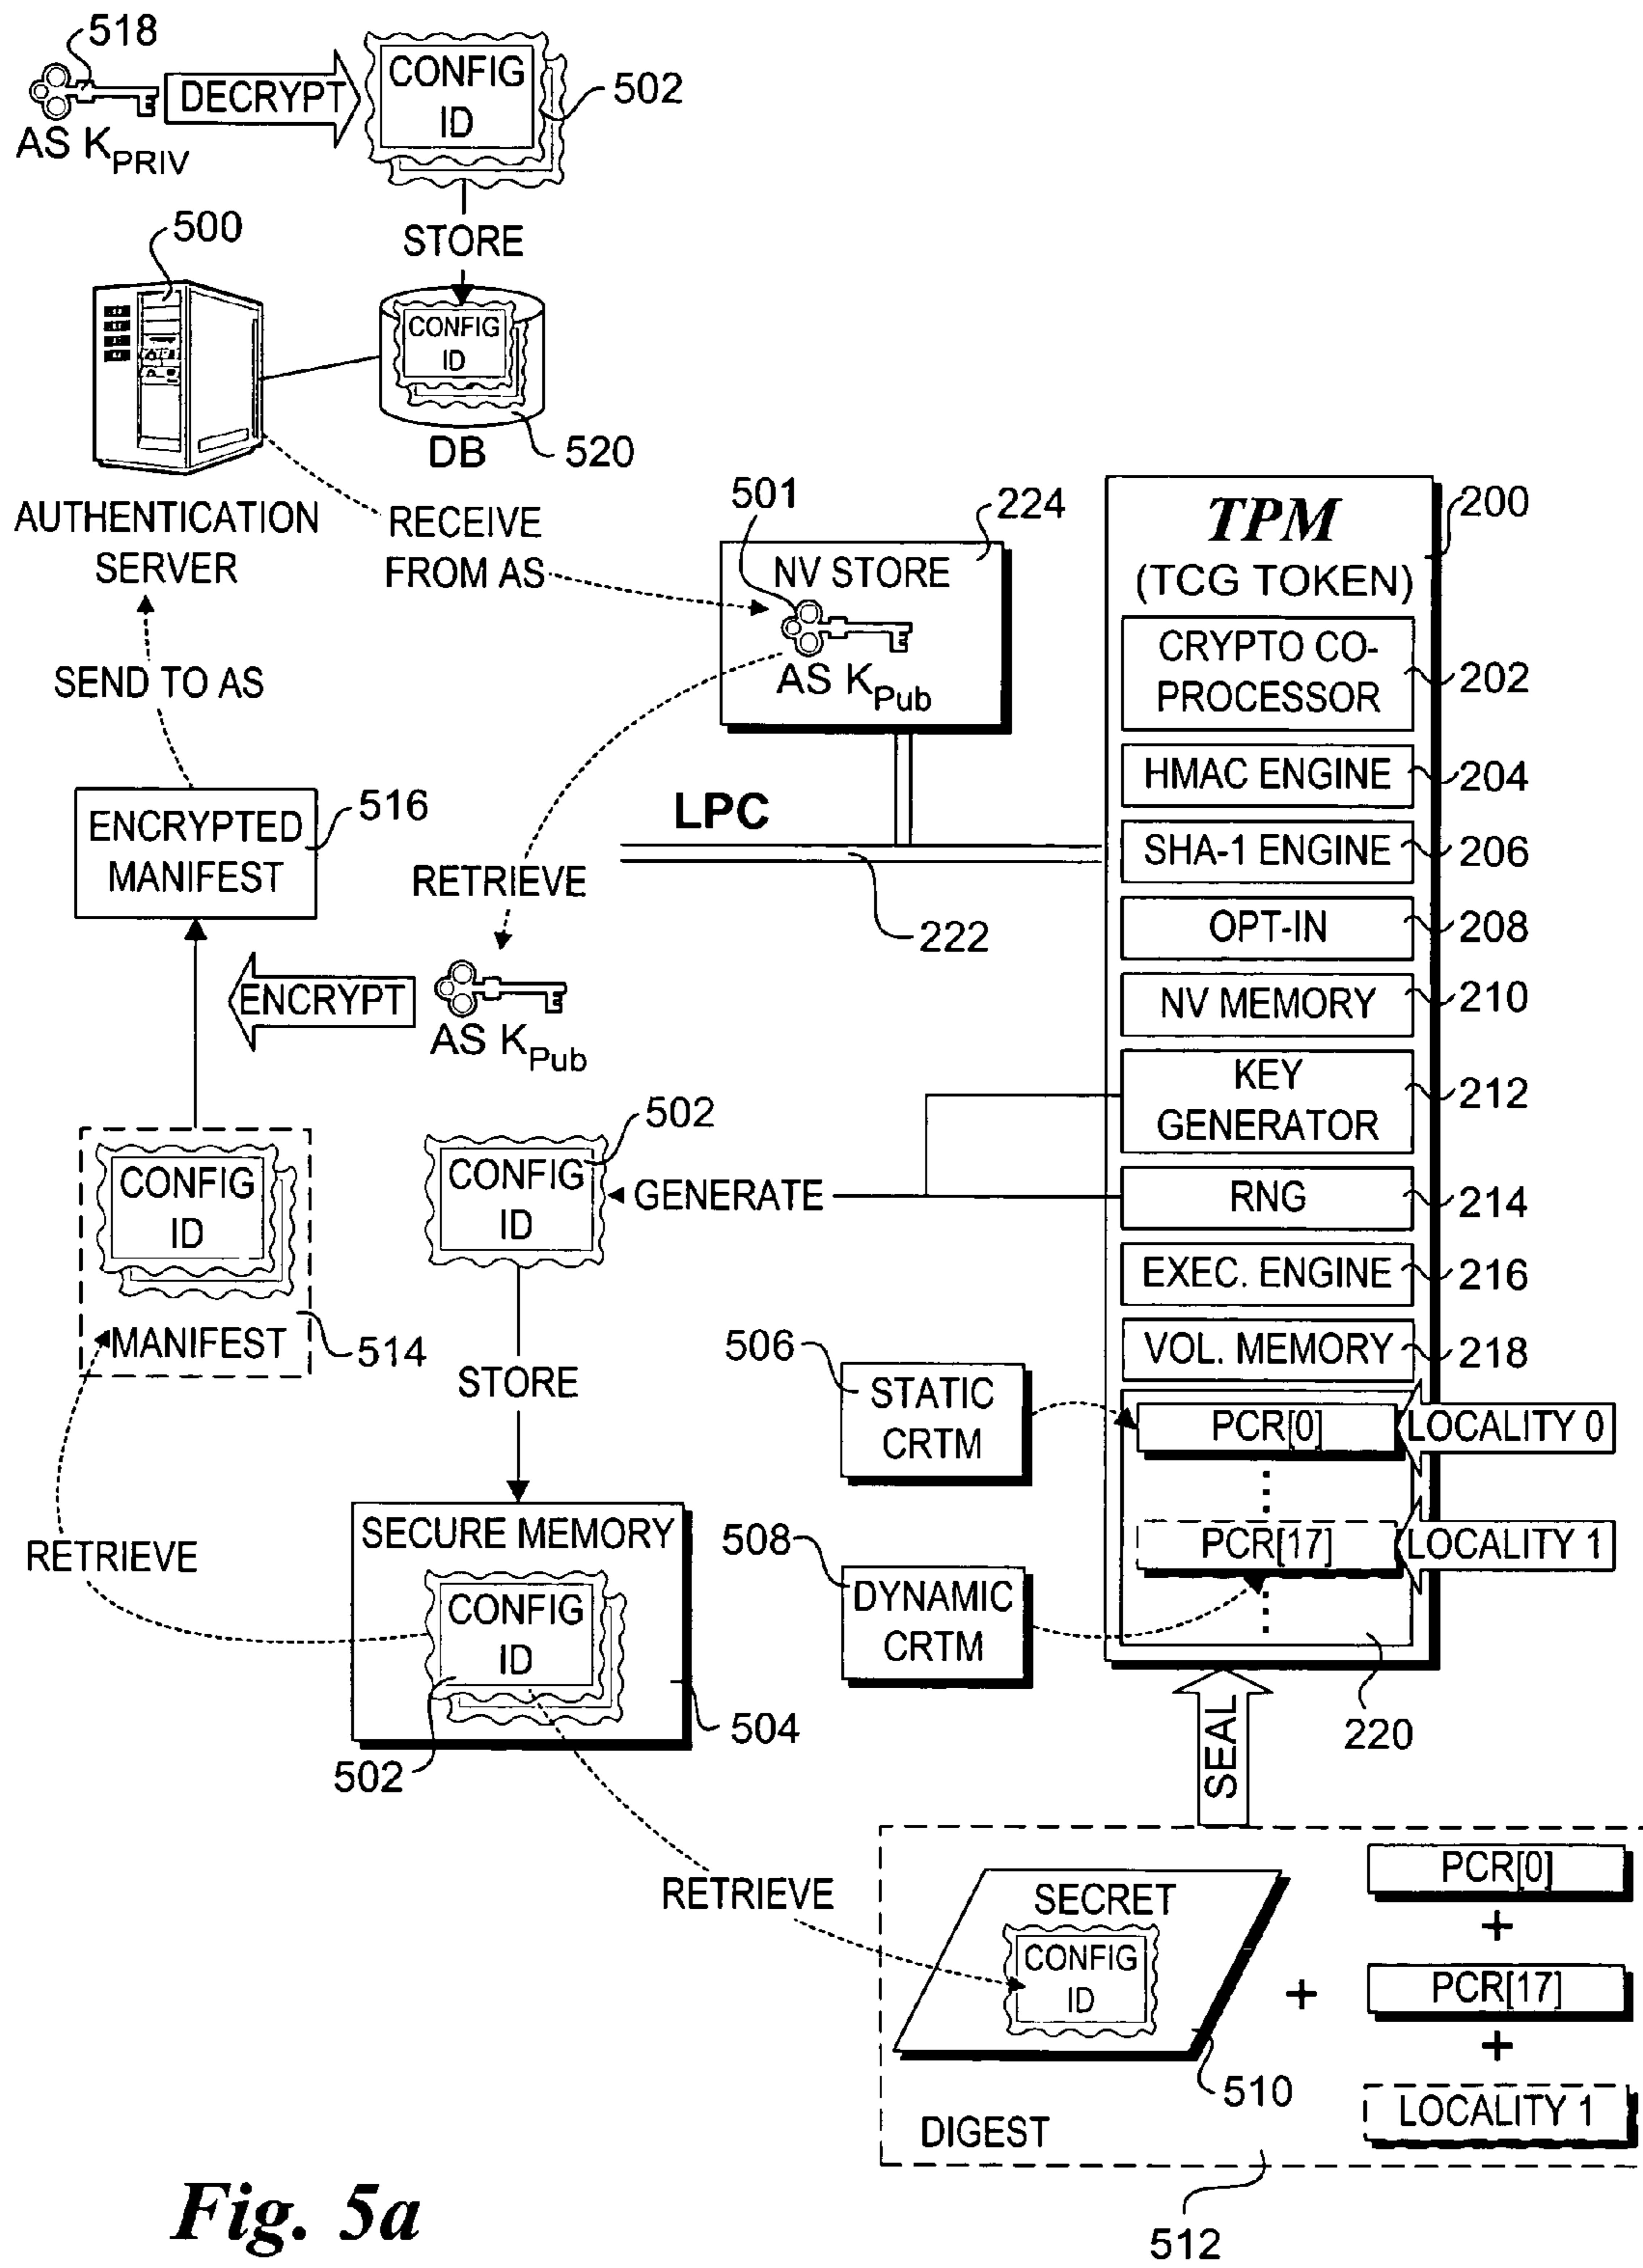 518
DECRYPT
AS K_PRIV
CONFIG
ID
502
STORE
500
CONFIG
ID
DB
520
AUTHENTICATION
SERVER
RECEIVE
FROM AS
SEND TO AS
501
224
NV STORE
AS K_Pub
LPC
222
ENCRYPTED
MANIFEST
516
RETRIEVE
ENCRYPT
AS K_Pub
TPM
(TCG TOKEN)
200
CRYPTO CO-
PROCESSOR
202
HMAC ENGINE
204
SHA-1 ENGINE
206
OPT-IN
208
NV MEMORY
210
KEY
GENERATOR
212
RNG
214
EXEC. ENGINE
216
VOL. MEMORY
218
PCR[0]
LOCALITY 0
PCR[17]
LOCALITY 1
220
CONFIG
ID
502
GENERATE
CONFIG
ID
MANIFEST
514
STORE
506
STATIC
CRTM
508
DYNAMIC
CRTM
RETRIEVE
SECURE MEMORY
CONFIG
ID
504
502
SEAL
RETRIEVE
SECRET
CONFIG
ID
510
+
PCR[0]
+
PCR[17]
+
LOCALITY 1
DIGEST
512
Fig. 5a